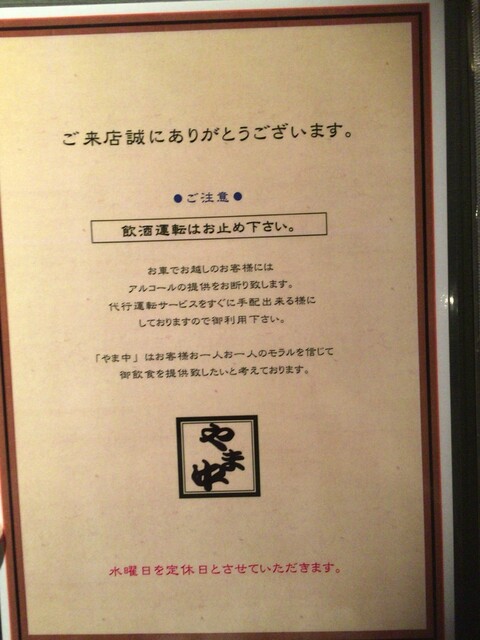 ご来店誠にありがとうございます。
●ご注意●
飲酒運転はお止め下さい。
お車でお越しのお客様には
アルコールの提供をお断り致します。
代行運転サービスをすぐに手配出来る様に
しておりますので御利用下さい。
「やま中」はお客様お一人お一人のモラルを信じて
御飲食を提供致したいと考えております。
やま中
水曜日を定休日とさせていただきます。